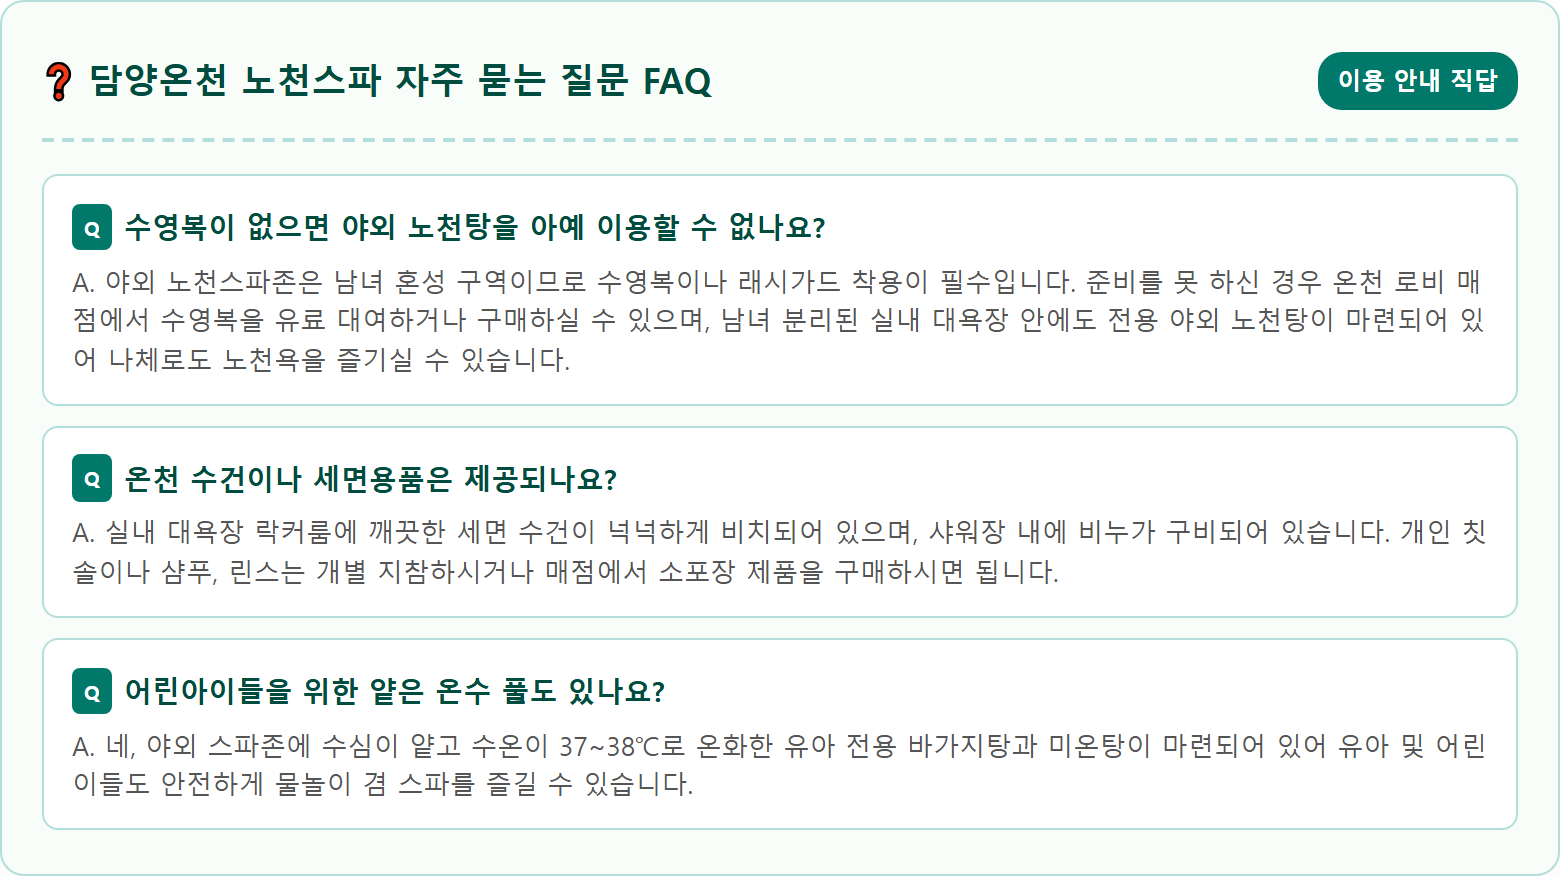 ❓ 담양온천 노천스파 자주 묻는 질문 FAQ
이용 안내 직답
Q 수영복이 없으면 야외 노천탕을 아예 이용할 수 없나요?
A. 야외 노천스파존은 남녀 혼성 구역이므로 수영복이나 래시가드 착용이 필수입니다. 준비를 못 하신 경우 온천 로비 매
점에서 수영복을 유료 대여하거나 구매하실 수 있으며, 남녀 분리된 실내 대욕장 안에도 전용 야외 노천탕이 마련되어 있
어 나체로도 노천욕을 즐기실 수 있습니다.
Q 온천 수건이나 세면용품은 제공되나요?
A. 실내 대욕장 락커룸에 깨끗한 세면 수건이 넉넉하게 비치되어 있으며, 샤워장 내에 비누가 구비되어 있습니다. 개인 칫
솔이나 샴푸, 린스는 개별 지참하시거나 매점에서 소포장 제품을 구매하시면 됩니다.
Q 어린아이들을 위한 얕은 온수 풀도 있나요?
A. 네, 야외 스파존에 수심이 얕고 수온이 37~38℃로 온화한 유아 전용 바가지탕과 미온탕이 마련되어 있어 유아 및 어린
이들도 안전하게 물놀이 겸 스파를 즐길 수 있습니다.